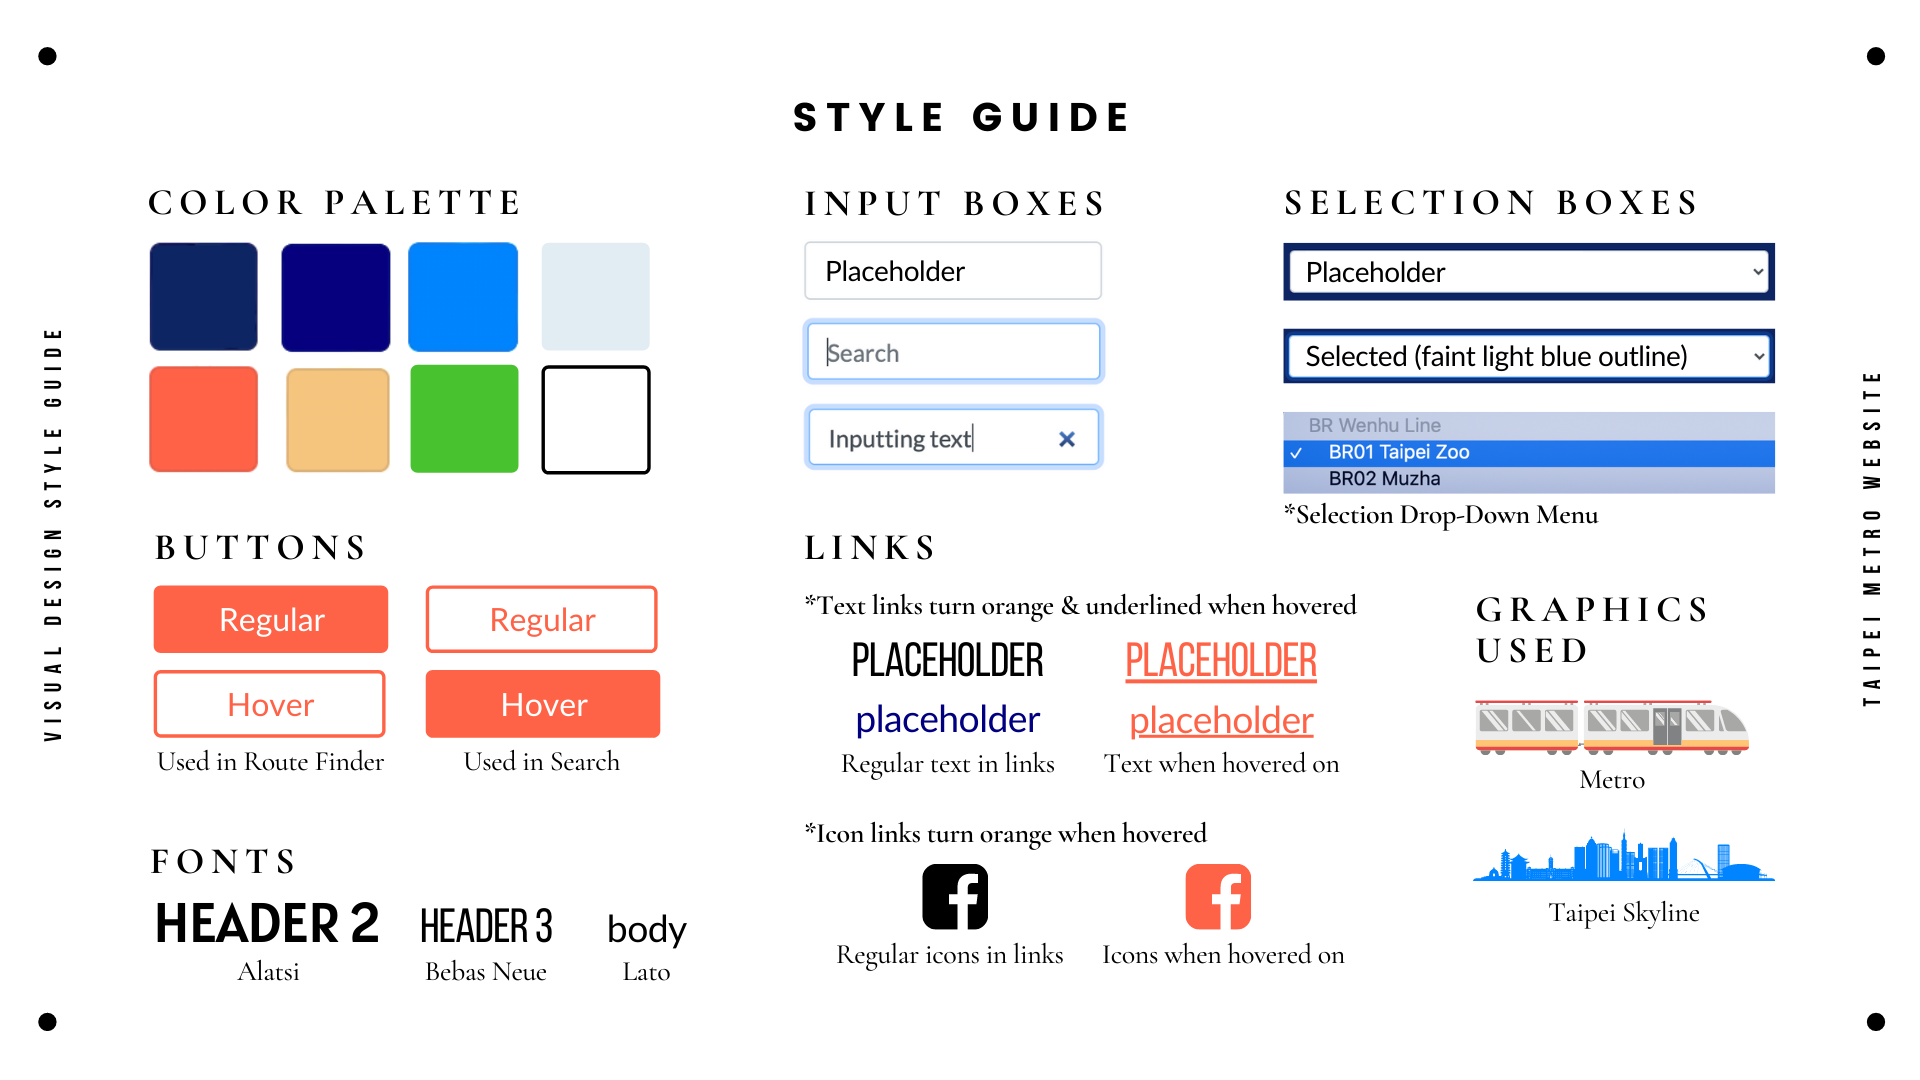 STYLE GUIDE
VISUAL DESIGN STYLE GUIDE
COLOR PALETTE
BUTTONS
Regular
Regular
Hover
Hover
Used in Route Finder
Used in Search
FONTS
HEADER 2
HEADER 3
body
Alatsi
Bebas Neue
Lato
INPUT BOXES
Placeholder
Search
Inputting text
LINKS
*Text links turn orange & underlined when hovered
PLACEHOLDER
PLACEHOLDER
placeholder
placeholder
Regular text in links
Text when hovered on
*Icon links turn orange when hovered
Regular icons in links
Icons when hovered on
SELECTION BOXES
Placeholder
Selected (faint light blue outline)
BR Wenhu Line
✓ BR01 Taipei Zoo
BR02 Muzha
*Selection Drop-Down Menu
GRAPHICS
USED
Metro
Taipei Skyline
TAIPEI METRO WEBSITE